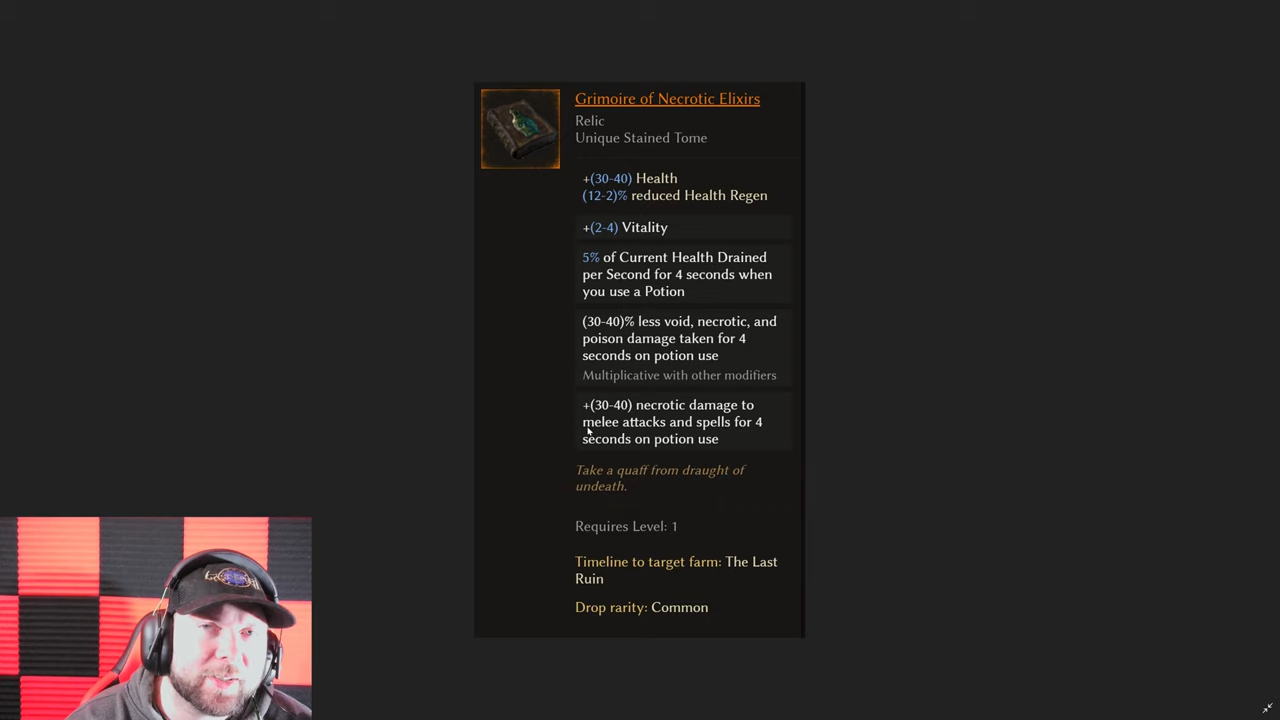 Grimoire of Necrotic Elixirs
Relic
Unique Stained Tome
+(30-40) Health
(12-2)% reduced Health Regen
+(2-4) Vitality
5% of Current Health Drained
per Second for 4 seconds when
you use a Potion
(30-40)% less void, necrotic, and
poison damage taken for 4
seconds on potion use
Multiplicative with other modifiers
+(30-40) necrotic damage to
melee attacks and spells for 4
seconds on potion use
Take a quaff from draught of
undeath.
Requires Level: 1
Timeline to target farm: The Last
Ruin
Drop rarity: Common